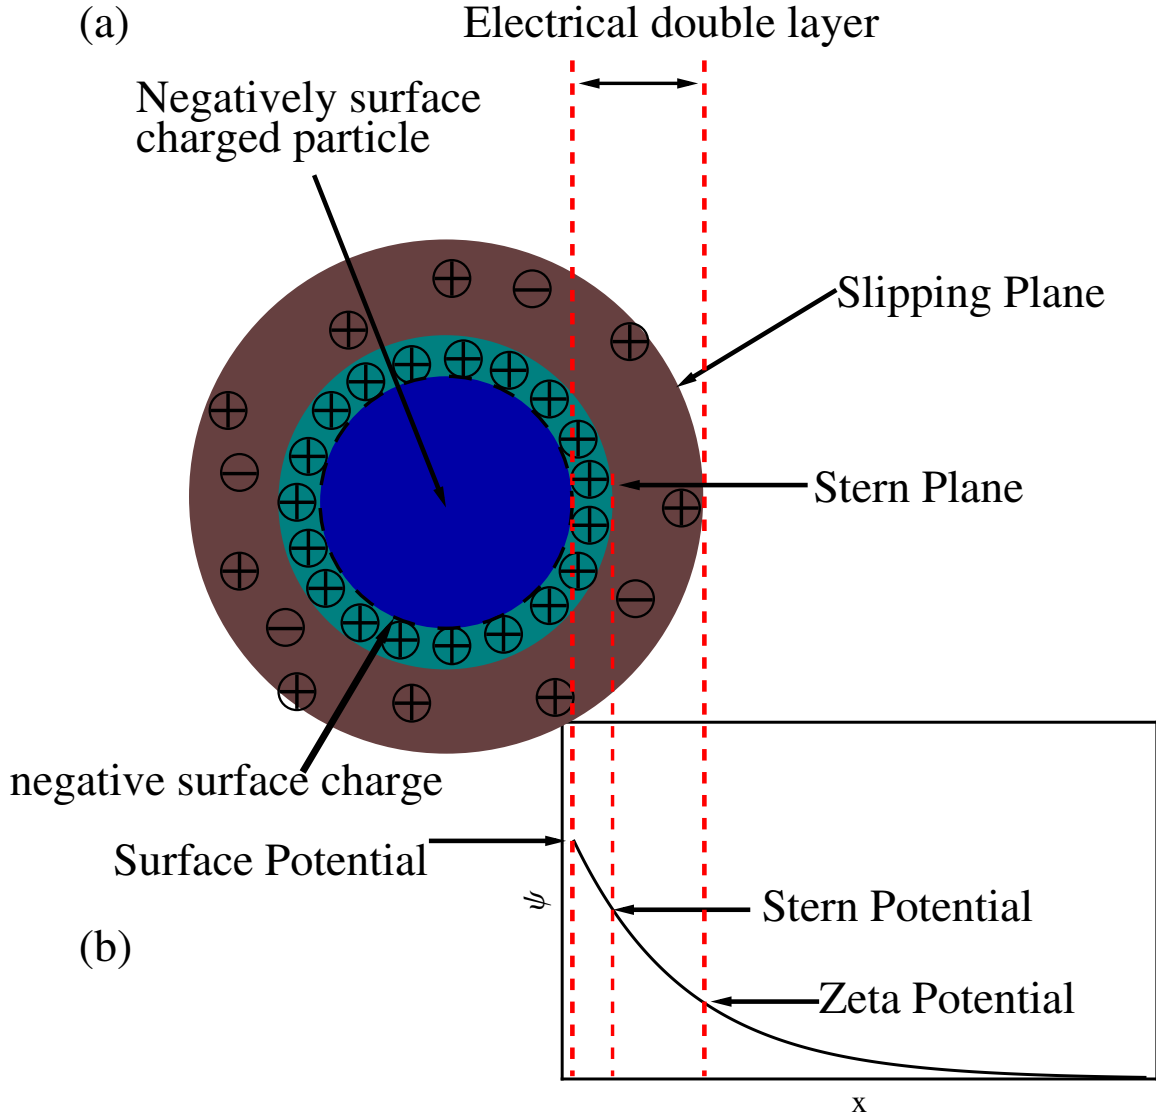 (a)
Electrical double layer
Negatively surface
charged particle
Slipping Plane
Stern Plane
negative surface charge
Surface Potential
ψ
Stern Potential
(b)
Zeta Potential
x